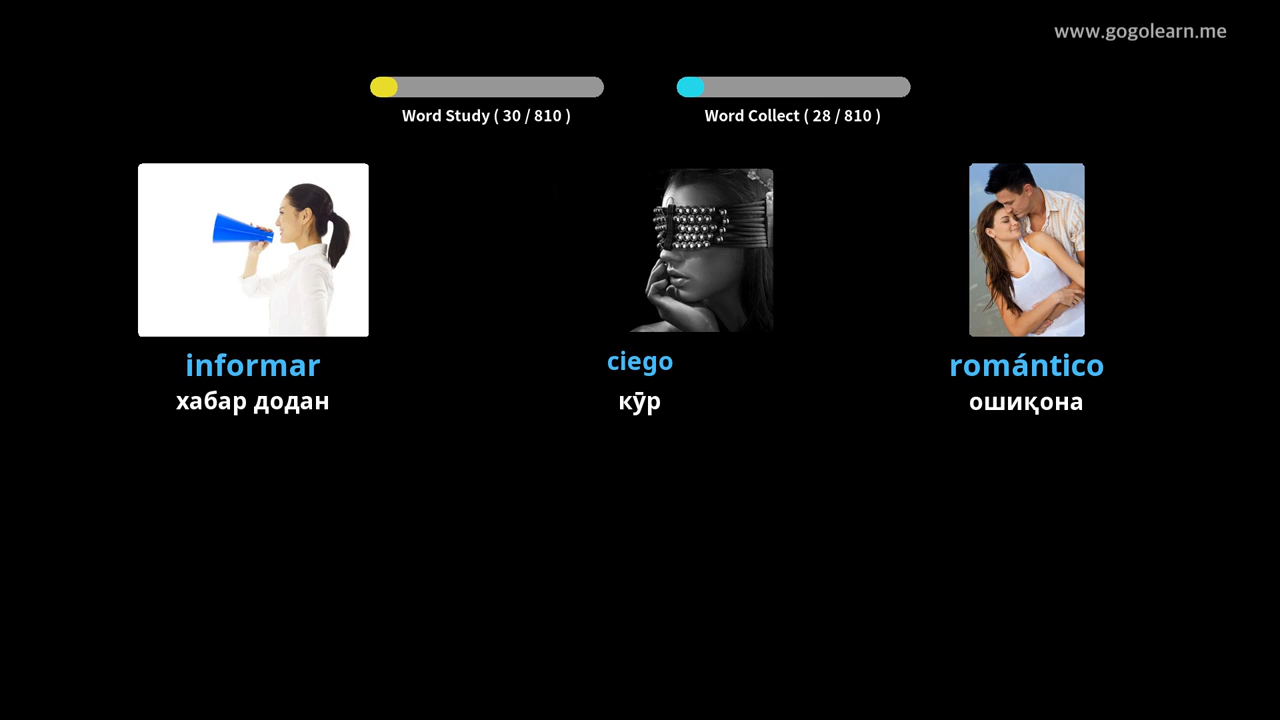 www.gogolearn.me
Word Study ( 30 / 810 )
Word Collect ( 28 / 810 )
informar
хабар додан
ciego
кӯр
romántico
ошиқона